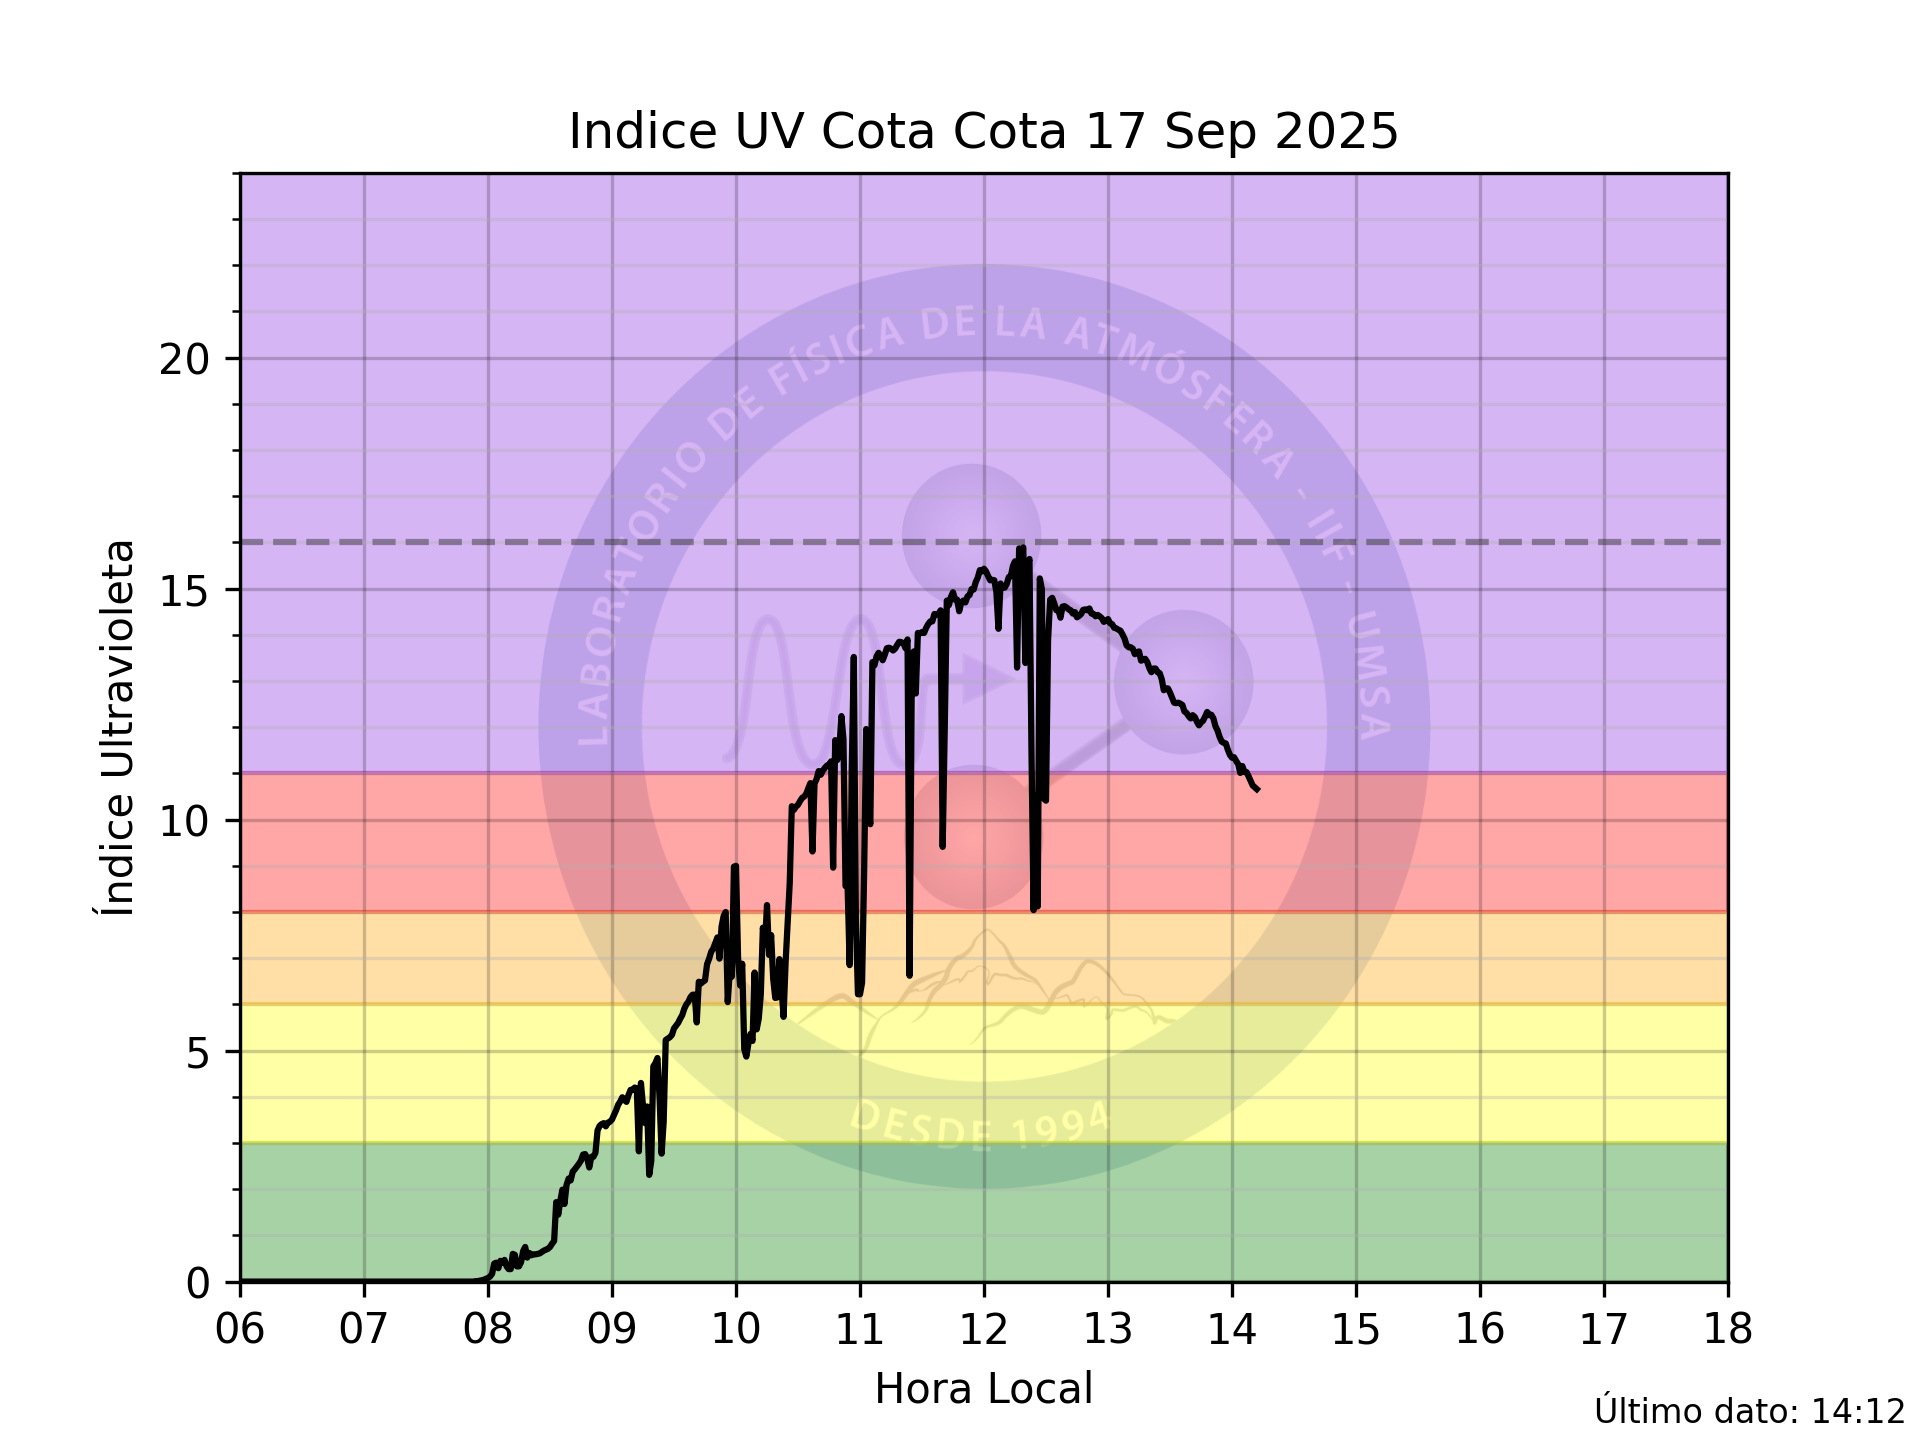 Indice UV Cota Cota 17 Sep 2025
LABORATORIO DE FÍSICA DE LA ATMÓSFERA - IIF - UMSA
DESDE 1994
Índice Ultravioleta
20
15
10
5
0
06 07 08 09 10 11 12 13 14 15 16 17 18
Hora Local
Último dato: 14:12